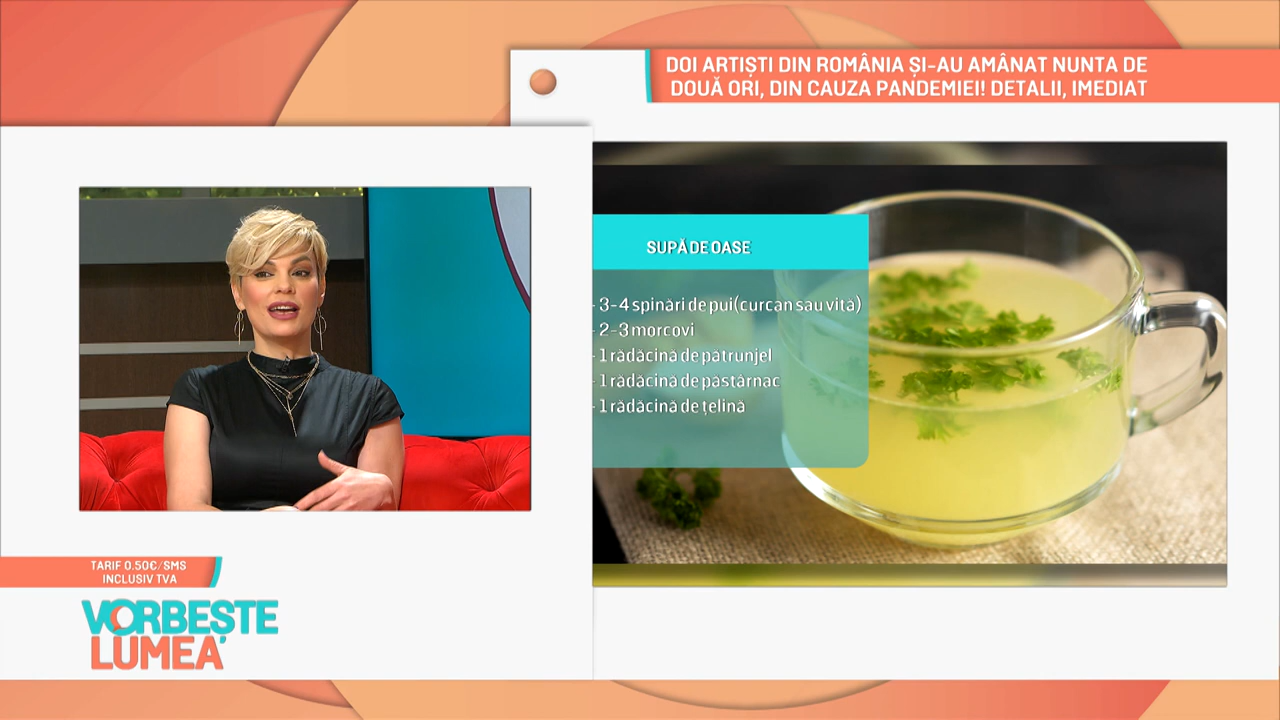 DOI ARTIȘTI DIN ROMÂNIA ȘI-AU AMÂNAT NUNTA DE
DOUĂ ORI, DIN CAUZA PANDEMIEI! DETALII, IMEDIAT
SUPĂ DE OASE
- 3-4 spinări de pui(curcan sau vită)
- 2-3 morcovi
- 1 rădăcină de pătrunjel
- 1 rădăcină de păstârnac
- 1 rădăcină de țelină
TARIF 0.50€/SMS
INCLUSIV TVA
VORBEȘTE
LUMEA